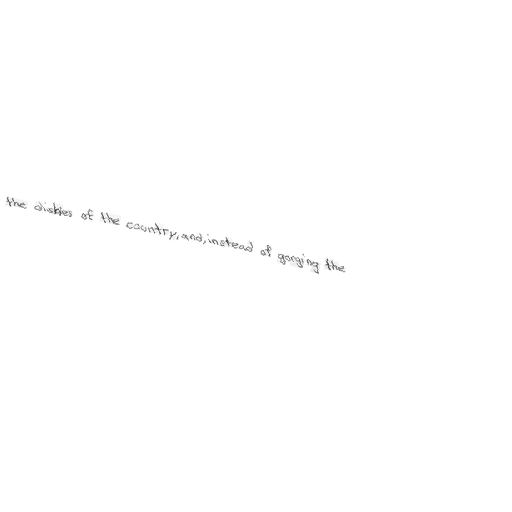 the dishes of the country, and, instead of gorging the